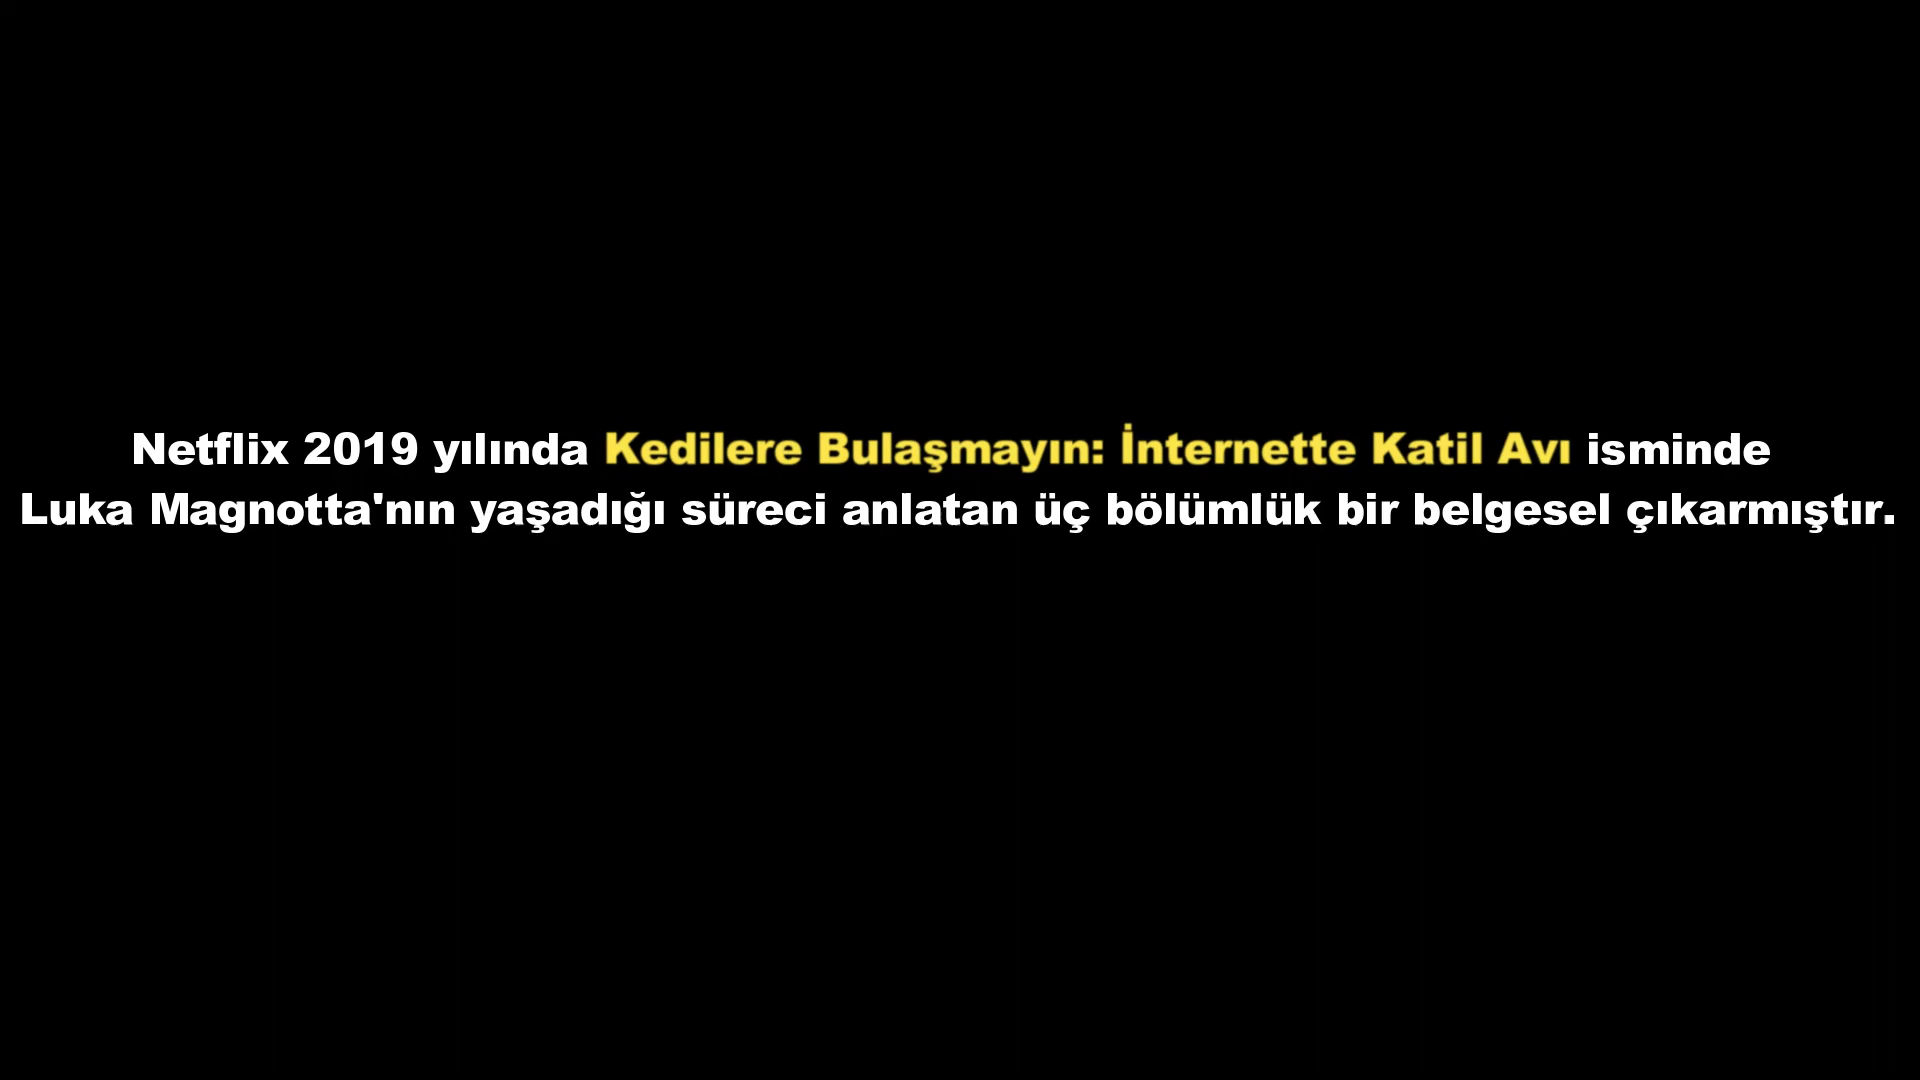 Netflix 2019 yılında Kedilere Bulaşmayın: İnternette Katil Avı isminde
Luka Magnotta'nın yaşadığı süreci anlatan üç bölümlük bir belgesel çıkarmıştır.